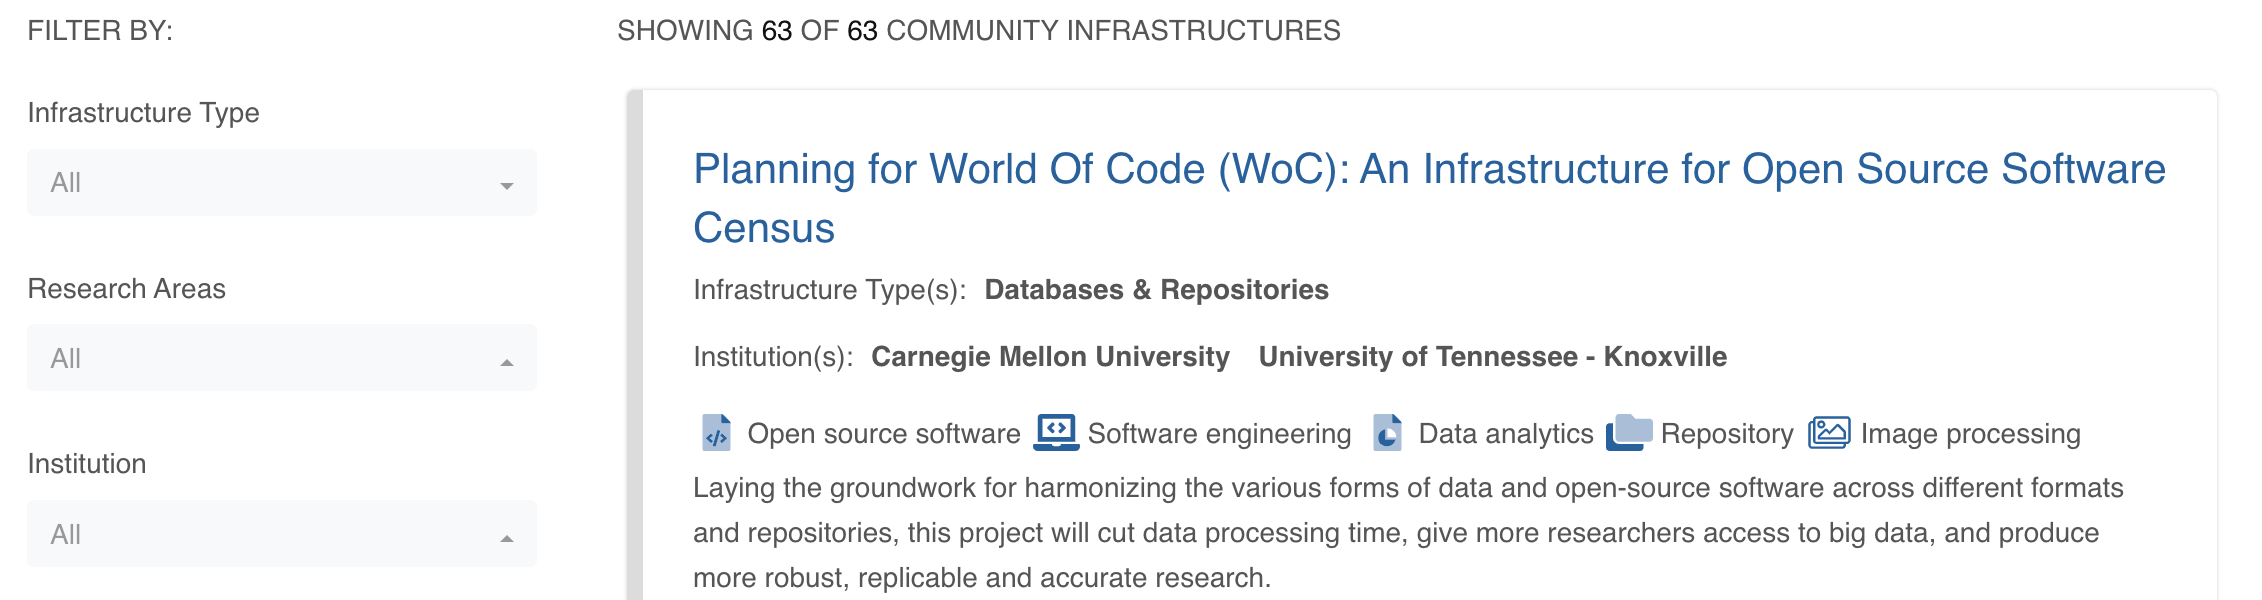 FILTER BY:
Infrastructure Type
All
Research Areas
All
Institution
All
SHOWING 63 OF 63 COMMUNITY INFRASTRUCTURES
Planning for World Of Code (WoC): An Infrastructure for Open Source Software
Census
Infrastructure Type(s): Databases & Repositories
Institution(s): Carnegie Mellon University University of Tennessee - Knoxville
Open source software Software engineering Data analytics Repository Image processing
Laying the groundwork for harmonizing the various forms of data and open-source software across different formats
and repositories, this project will cut data processing time, give more researchers access to big data, and produce
more robust, replicable and accurate research.